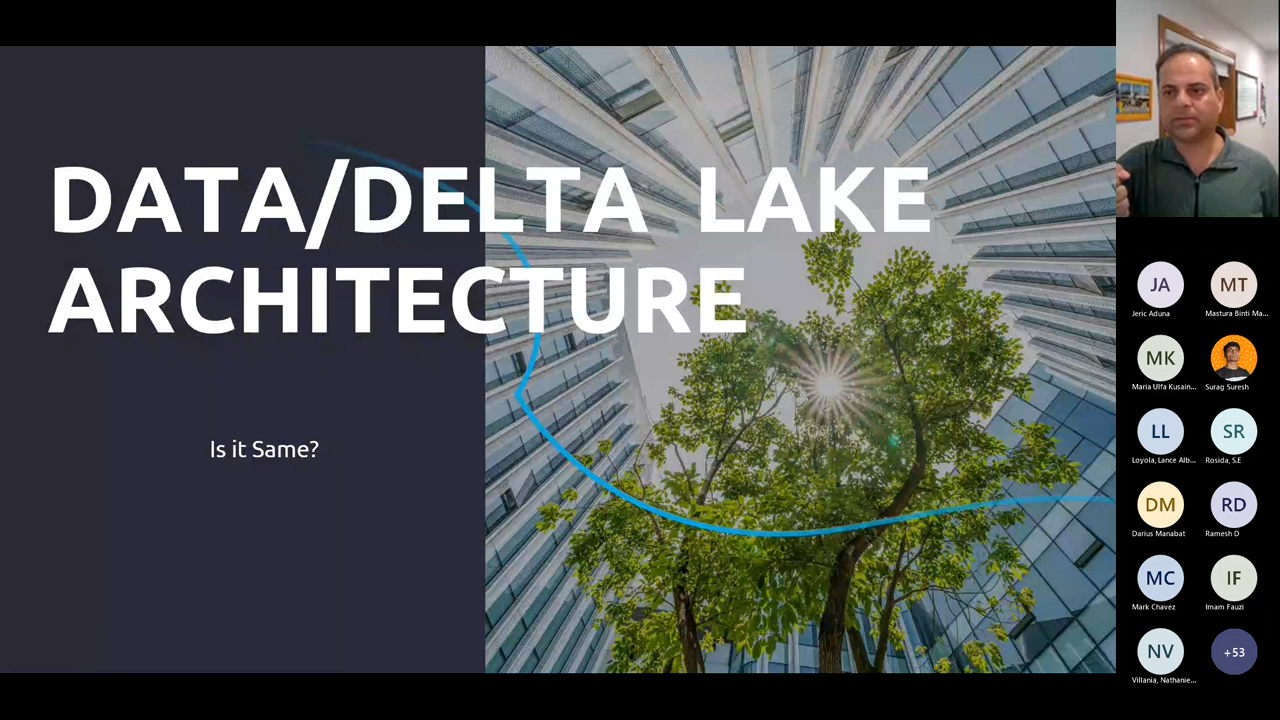 DATA/DELTA LAKE
ARCHITECTURE
Is it Same?
JA
MT
Jeric Aduna
Mastura Binti Ma...
MK
Maria Ulfa Kusain...
Surag Suresh
LL
SR
Loyola, Lance Alb...
Rosida, S.E
DM
RD
Darius Manabat
Ramesh D
MC
IF
Mark Chavez
Imam Fauzi
NV
+53
Villania, Nathanie...